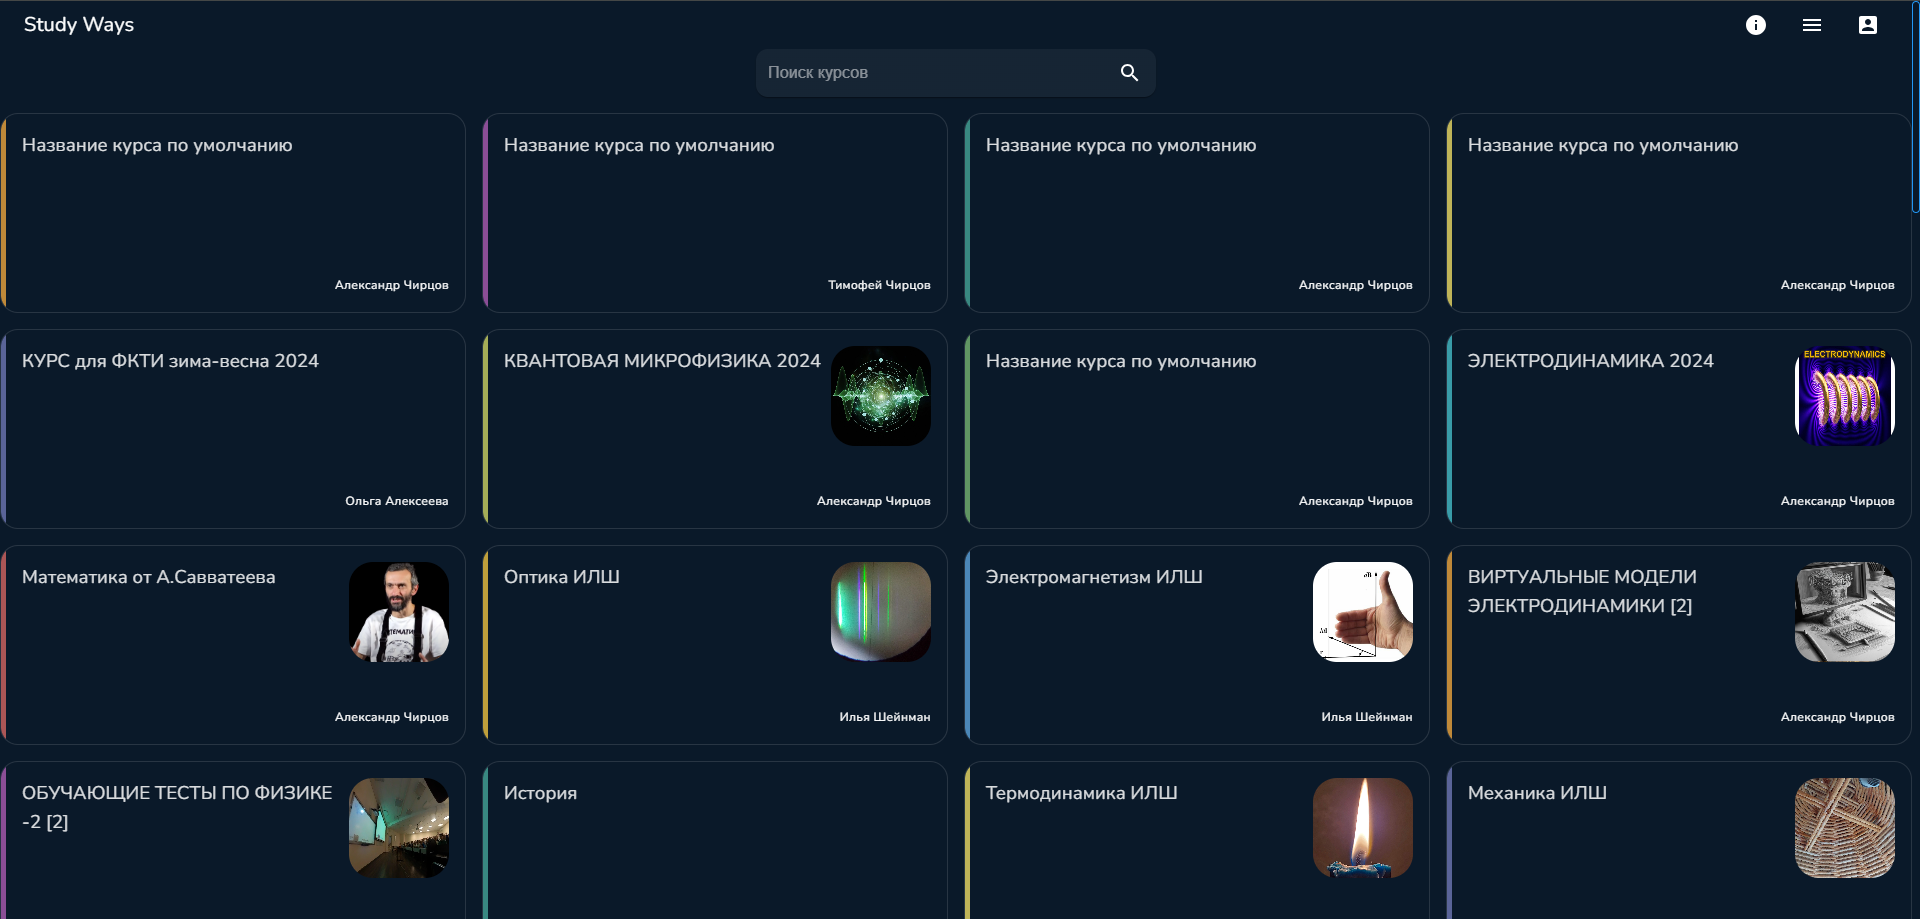 Study Ways
Поиск курсов
Название курса по умолчанию
Александр Чирцов
Название курса по умолчанию
Тимофей Чирцов
Название курса по умолчанию
Александр Чирцов
Название курса по умолчанию
Александр Чирцов
КУРС для ФКТИ зима-весна 2024
Ольга Алексеева
КВАНТОВАЯ МИКРОФИЗИКА 2024
Александр Чирцов
Название курса по умолчанию
Александр Чирцов
ЭЛЕКТРОДИНАМИКА 2024
ELECTRODYNAMICS
Александр Чирцов
Математика от А.Савватеева
Александр Чирцов
Оптика ИЛШ
Илья Шейнман
Электромагнетизм ИЛШ
Илья Шейнман
ВИРТУАЛЬНЫЕ МОДЕЛИ
ЭЛЕКТРОДИНАМИКИ [2]
Александр Чирцов
ОБУЧАЮЩИЕ ТЕСТЫ ПО ФИЗИКЕ
-2 [2]
История
Термодинамика ИЛШ
Механика ИЛШ